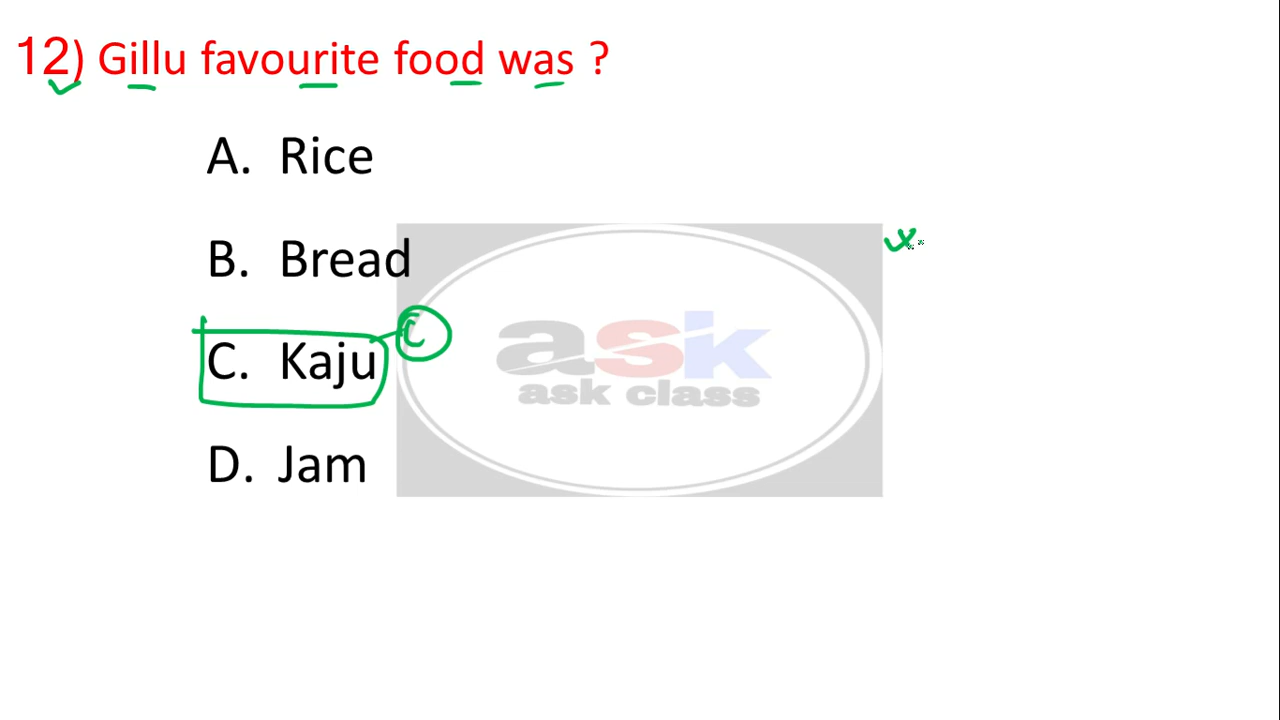 12) Gillu favourite food was ?
A. Rice
B. Bread
C. Kaju
C
D. Jam
ask
ask class